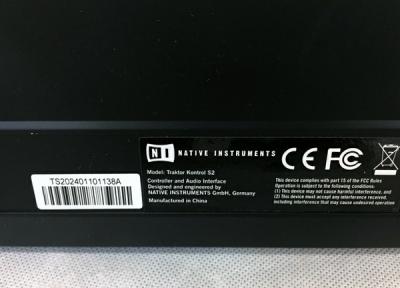 NI NATIVE INSTRUMENTS
CE FC
Model: Traktor Kontrol S2
Controller and Audio Interface
Designed and engineered by
NATIVE INSTRUMENTS GmbH, Germany
Manufactured in China
This device complies with part 15 of the FCC Rules
Operation is subject to the following conditions:
(1) This device may not cause harmful interference, and
(2) This device must accept any interference received,
including interference that may cause undesired operation
TS202401101138A